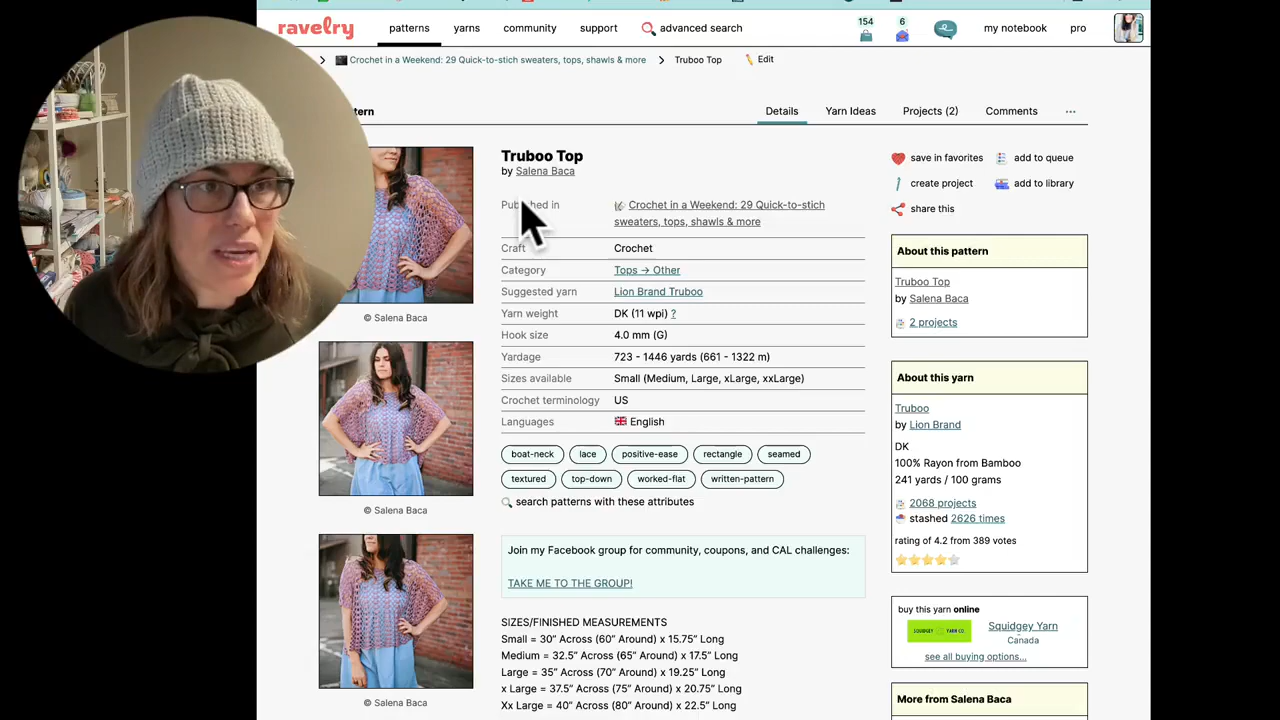 ravelry
patterns
yarns
community
support
advanced search
154
6
my notebook
pro
Crochet in a Weekend: 29 Quick-to-stich sweaters, tops, shawls & more
Truboo Top
Edit
Details
Yarn Ideas
Projects (2)
Comments
...
Truboo Top
by Salena Baca
Published in
Crochet in a Weekend: 29 Quick-to-stich
sweaters, tops, shawls & more
Craft
Crochet
Category
Tops → Other
Suggested yarn
Lion Brand Truboo
Yarn weight
DK (11 wpi) ?
Hook size
4.0 mm (G)
Yardage
723 - 1446 yards (661 - 1322 m)
Sizes available
Small (Medium, Large, xLarge, xxLarge)
Crochet terminology
US
Languages
English
boat-neck
lace
positive-ease
rectangle
seamed
textured
top-down
worked-flat
written-pattern
search patterns with these attributes
Join my Facebook group for community, coupons, and CAL challenges:
TAKE ME TO THE GROUP!
SIZES/FINISHED MEASUREMENTS
Small = 30” Across (60” Around) x 15.75” Long
Medium = 32.5” Across (65” Around) x 17.5” Long
Large = 35” Across (70” Around) x 19.25” Long
x Large = 37.5” Across (75” Around) x 20.75” Long
Xx Large = 40” Across (80” Around) x 22.5” Long
© Salena Baca
© Salena Baca
© Salena Baca
save in favorites
add to queue
create project
add to library
share this
About this pattern
Truboo Top
by Salena Baca
2 projects
About this yarn
Truboo
by Lion Brand
DK
100% Rayon from Bamboo
241 yards / 100 grams
2068 projects
stashed 2626 times
rating of 4.2 from 389 votes
buy this yarn online
SQUIDGEY YARN CO.
Squidgey Yarn
Canada
see all buying options...
More from Salena Baca